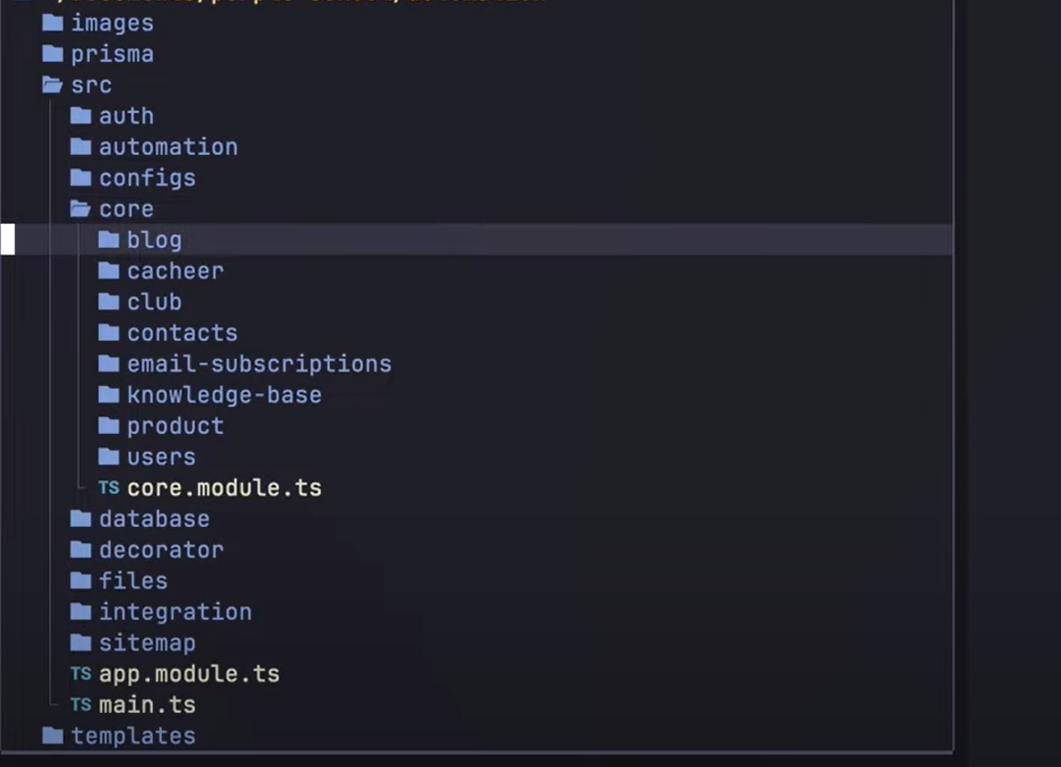 images
prisma
src
auth
automation
configs
core
blog
cacheer
club
contacts
email-subscriptions
knowledge-base
product
users
TS core.module.ts
database
decorator
files
integration
sitemap
TS app.module.ts
TS main.ts
templates